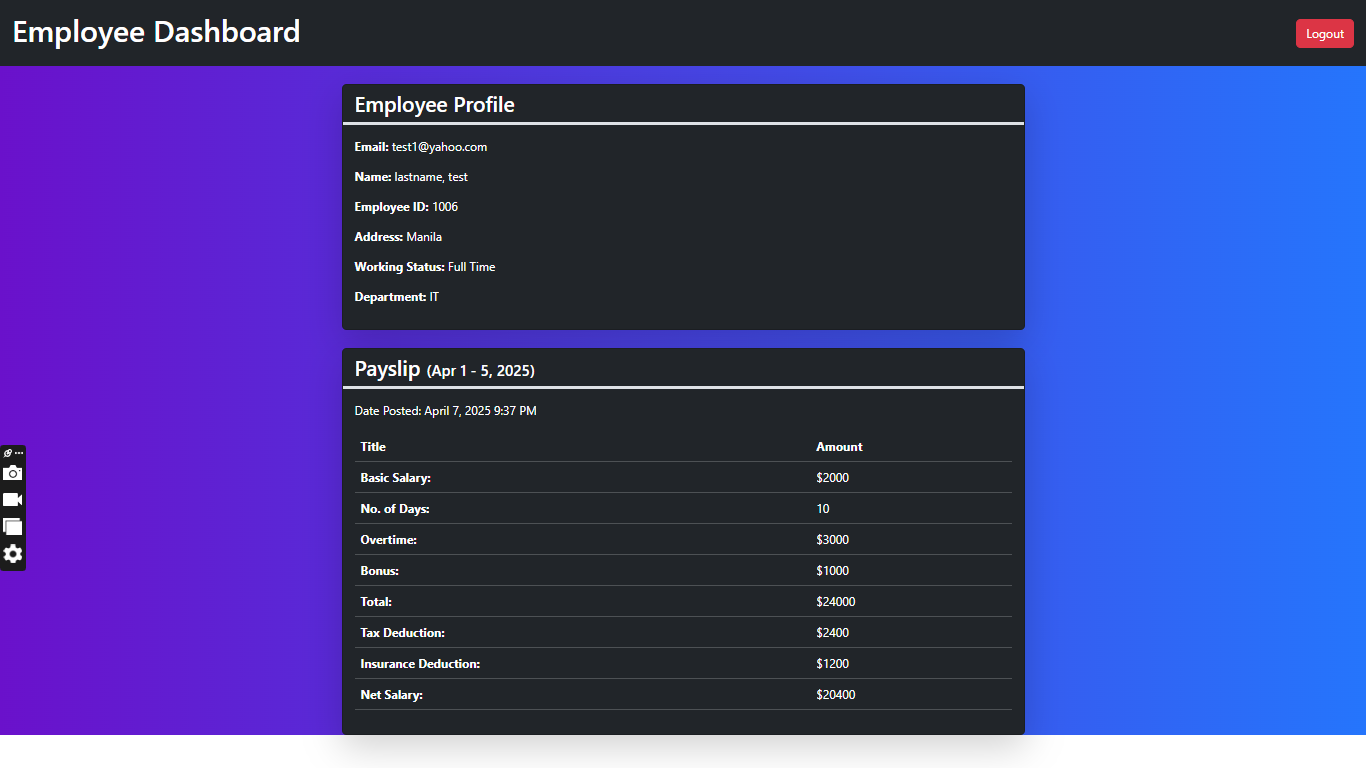 Employee Dashboard
Logout
Employee Profile
Email: test1@yahoo.com
Name: lastname, test
Employee ID: 1006
Address: Manila
Working Status: Full Time
Department: IT
Payslip (Apr 1 - 5, 2025)
Date Posted: April 7, 2025 9:37 PM
Title Amount
Basic Salary: $2000
No. of Days: 10
Overtime: $3000
Bonus: $1000
Total: $24000
Tax Deduction: $2400
Insurance Deduction: $1200
Net Salary: $20400